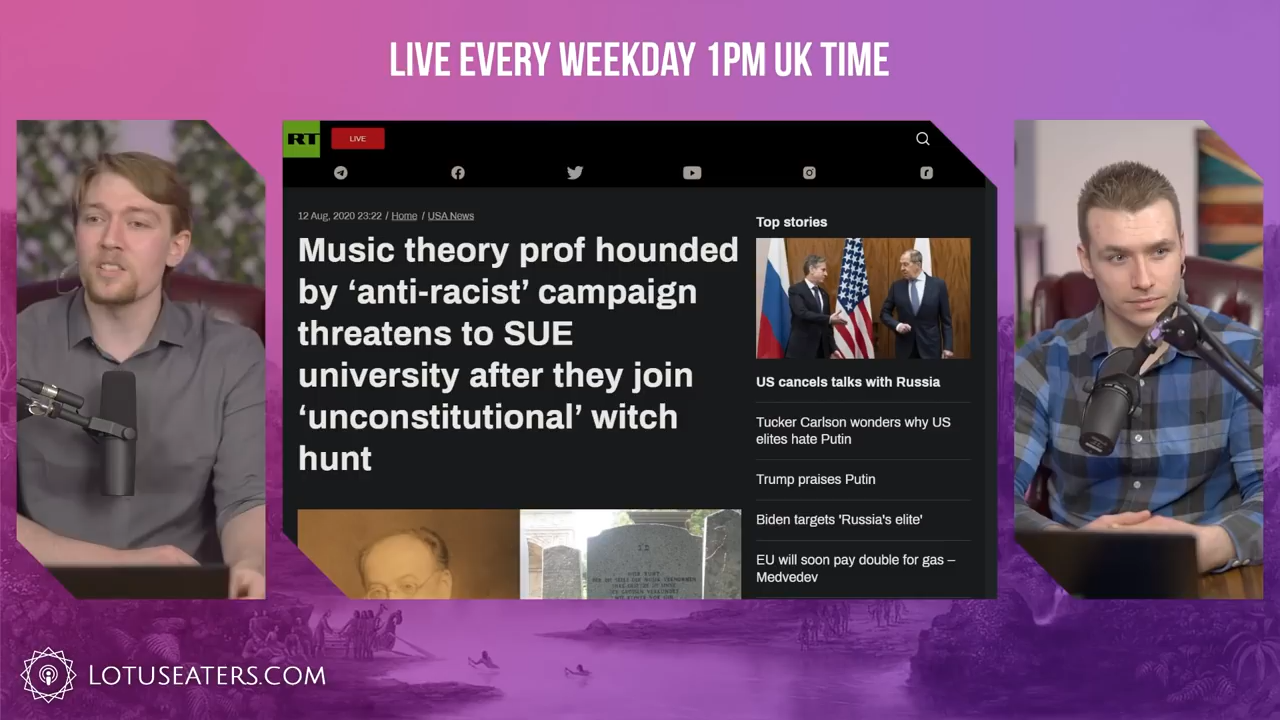 LIVE EVERY WEEKDAY 1PM UK TIME
RT
LIVE
12 Aug, 2020 23:22 / Home / USA News
Music theory prof hounded
by ‘anti-racist’ campaign
threatens to SUE
university after they join
‘unconstitutional’ witch
hunt
Top stories
US cancels talks with Russia
Tucker Carlson wonders why US
elites hate Putin
Trump praises Putin
Biden targets 'Russia's elite'
EU will soon pay double for gas –
Medvedev
LOTUSEATERS.COM